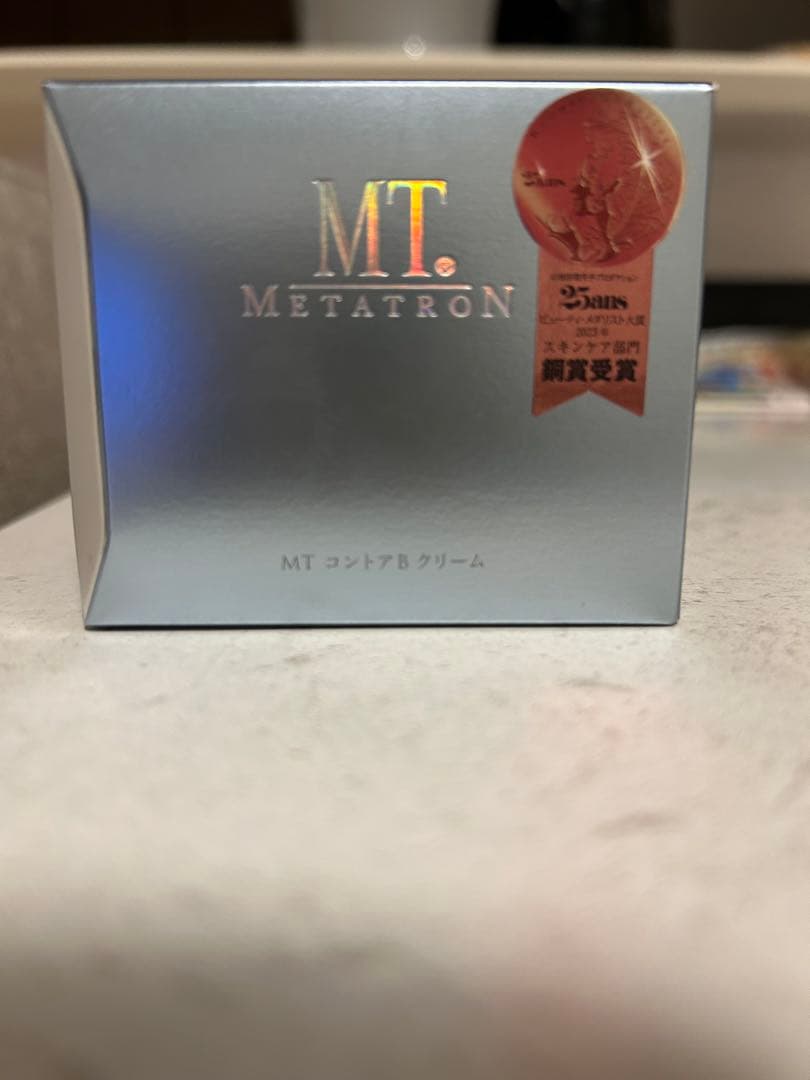 MT.
METATRON
25ans
25ans
ビューティ・メダリスト大賞
2023年
スキンケア部門
銅賞受賞
MT コントアB クリーム